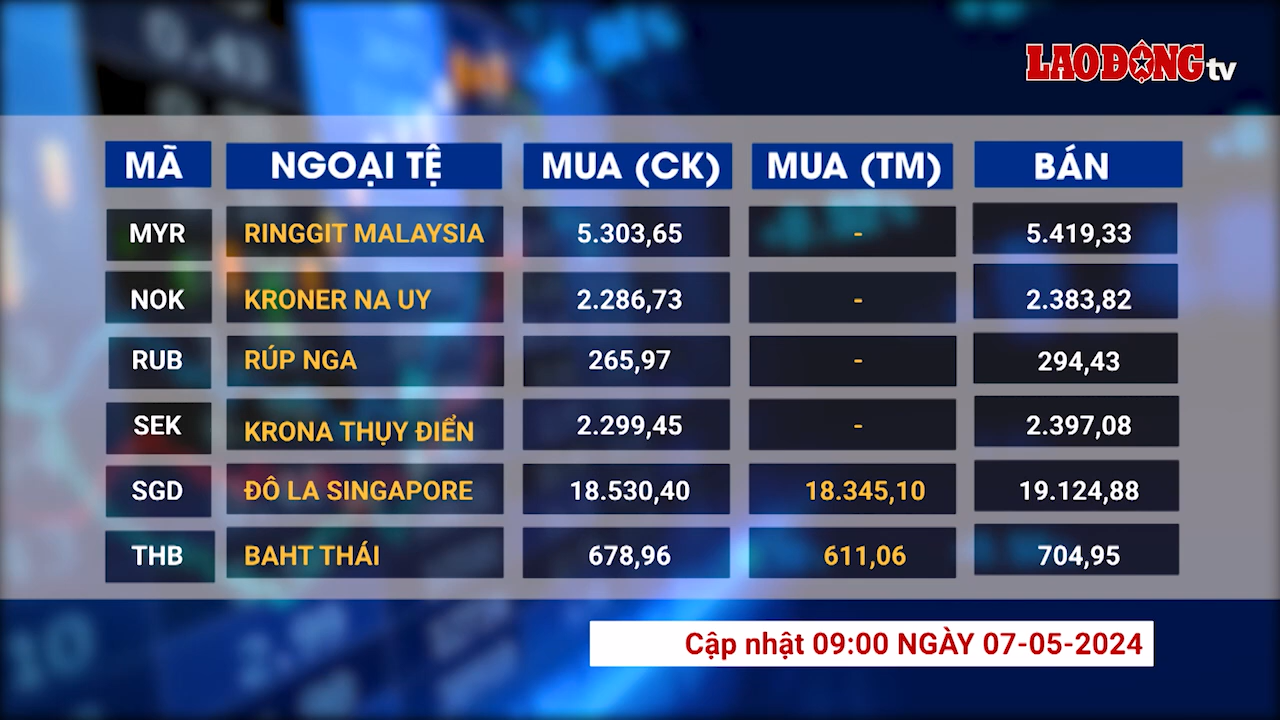 LAO ĐỘNG tv
MÃ NGOẠI TỆ MUA (CK) MUA (TM) BÁN
MYR RINGGIT MALAYSIA 5.303,65 - 5.419,33
NOK KRONER NA UY 2.286,73 - 2.383,82
RUB RÚP NGA 265,97 - 294,43
SEK KRONA THỤY ĐIỂN 2.299,45 - 2.397,08
SGD ĐÔ LA SINGAPORE 18.530,40 18.345,10 19.124,88
THB BAHT THÁI 678,96 611,06 704,95
Cập nhật 09:00 NGÀY 07-05-2024